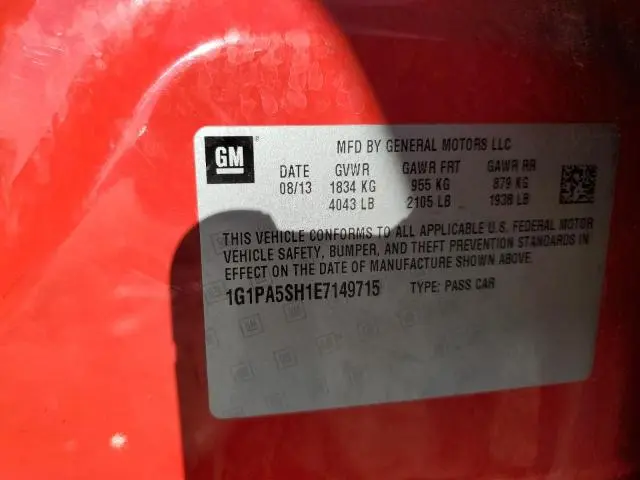 GM
MFD BY GENERAL MOTORS LLC
DATE GVWR GAWR FRT GAWR RR
08/13 1834 KG 955 KG 879 KG
4043 LB 2105 LB 1938 LB
THIS VEHICLE CONFORMS TO ALL APPLICABLE U.S. FEDERAL MOTOR
VEHICLE SAFETY, BUMPER, AND THEFT PREVENTION STANDARDS IN
EFFECT ON THE DATE OF MANUFACTURE SHOWN ABOVE.
1G1PA5SH1E7149715 TYPE: PASS CAR